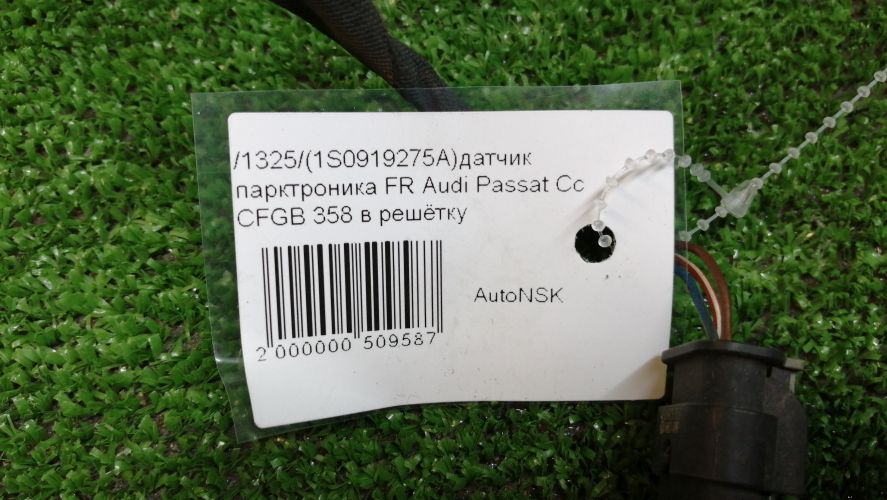 /1325/(1S0919275A)датчик
парктроника FR Audi Passat Cc
CFGB 358 в решётку
AutoNSK
2 000000 509587